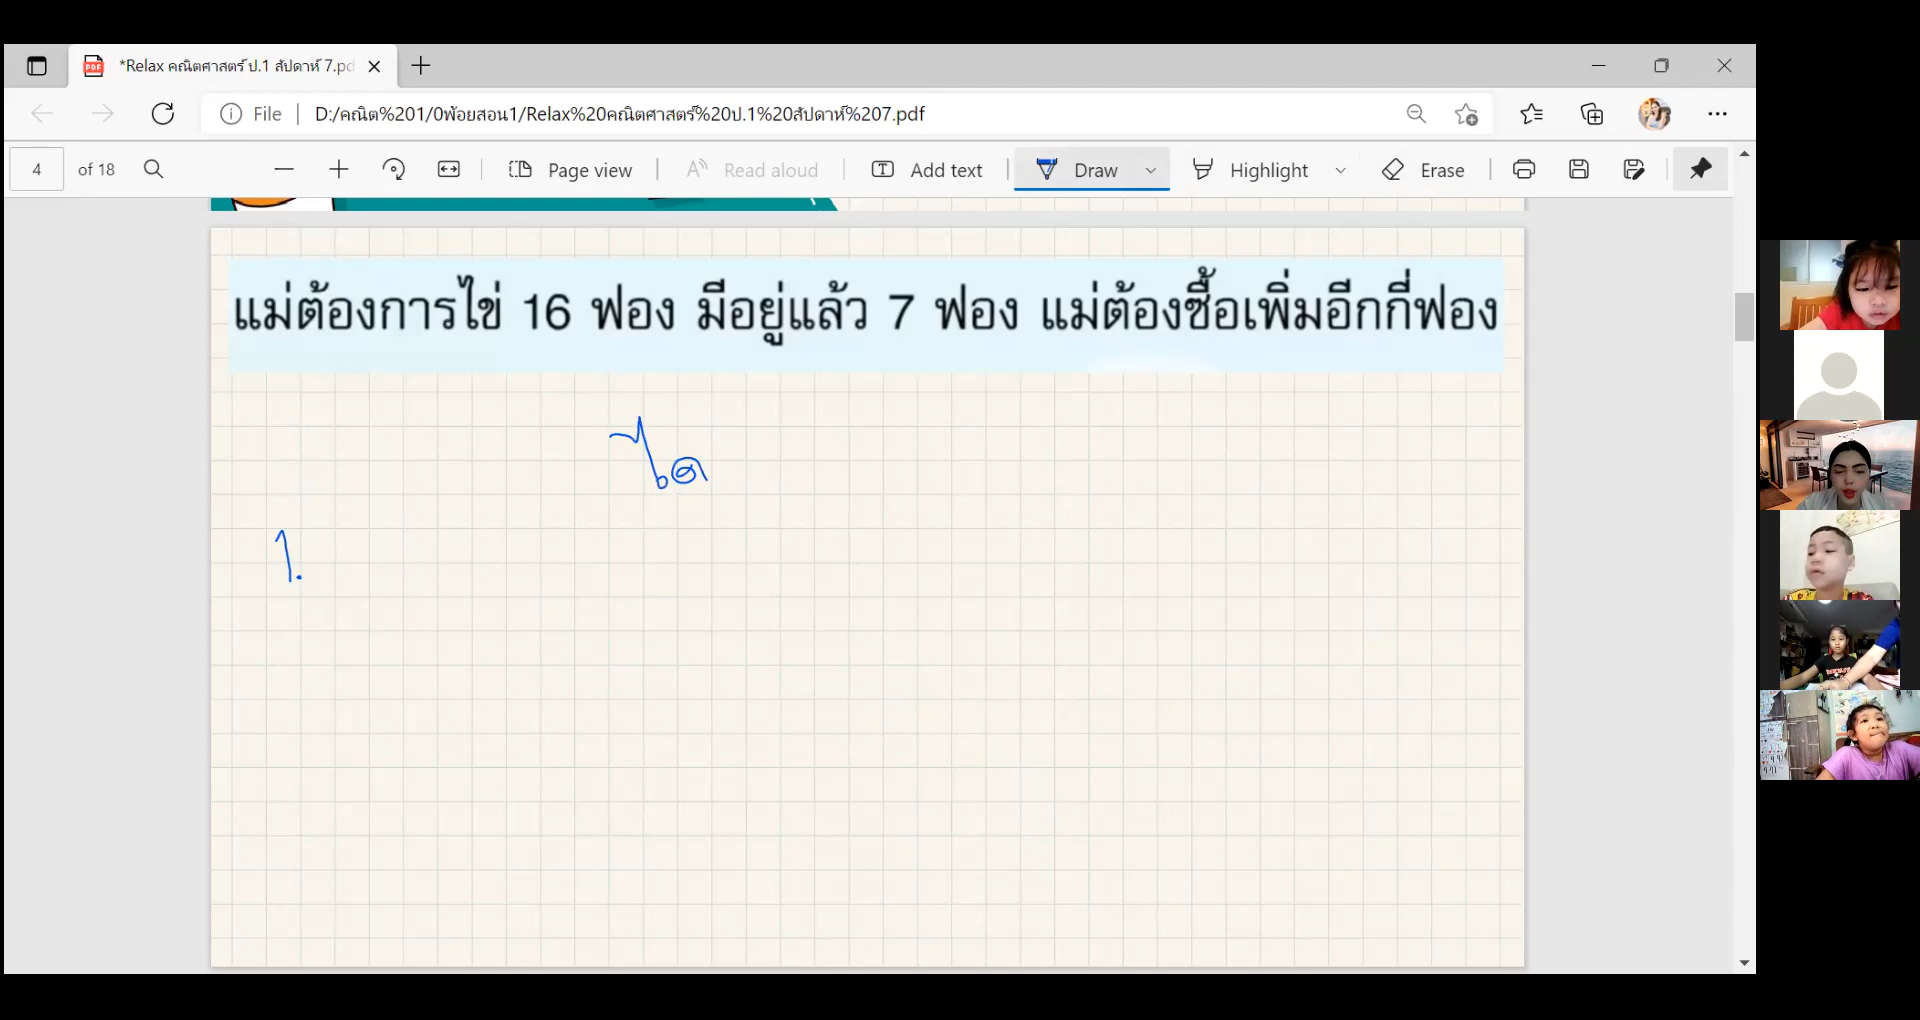 *Relax คณิตศาสตร์ ป.1 สัปดาห์ 7.pd
File D:/คณิต%201/0พ้อยสอน1/Relax%20คณิตศาสตร์%20ป.1%20สัปดาห์%207.pdf
4 of 18 Page view Read aloud Add text Draw Highlight Erase
แม่ต้องการไข่ 16 ฟอง มีอยู่แล้ว 7 ฟอง แม่ต้องซื้อเพิ่มอีกกี่ฟอง
1.